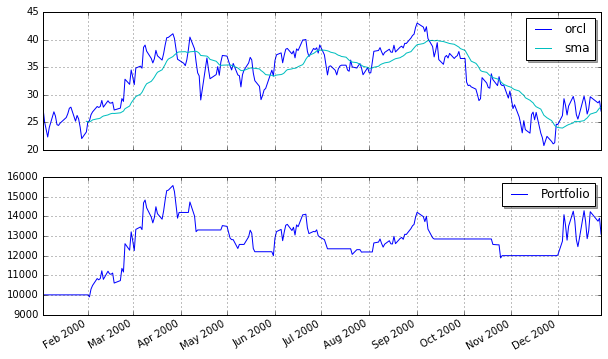 45
40
35
30
25
20
orcl
sma
16000
15000
14000
13000
12000
11000
10000
9000
Portfolio
Feb 2000
Mar 2000
Apr 2000
May 2000
Jun 2000
Jul 2000
Aug 2000
Sep 2000
Oct 2000
Nov 2000
Dec 2000